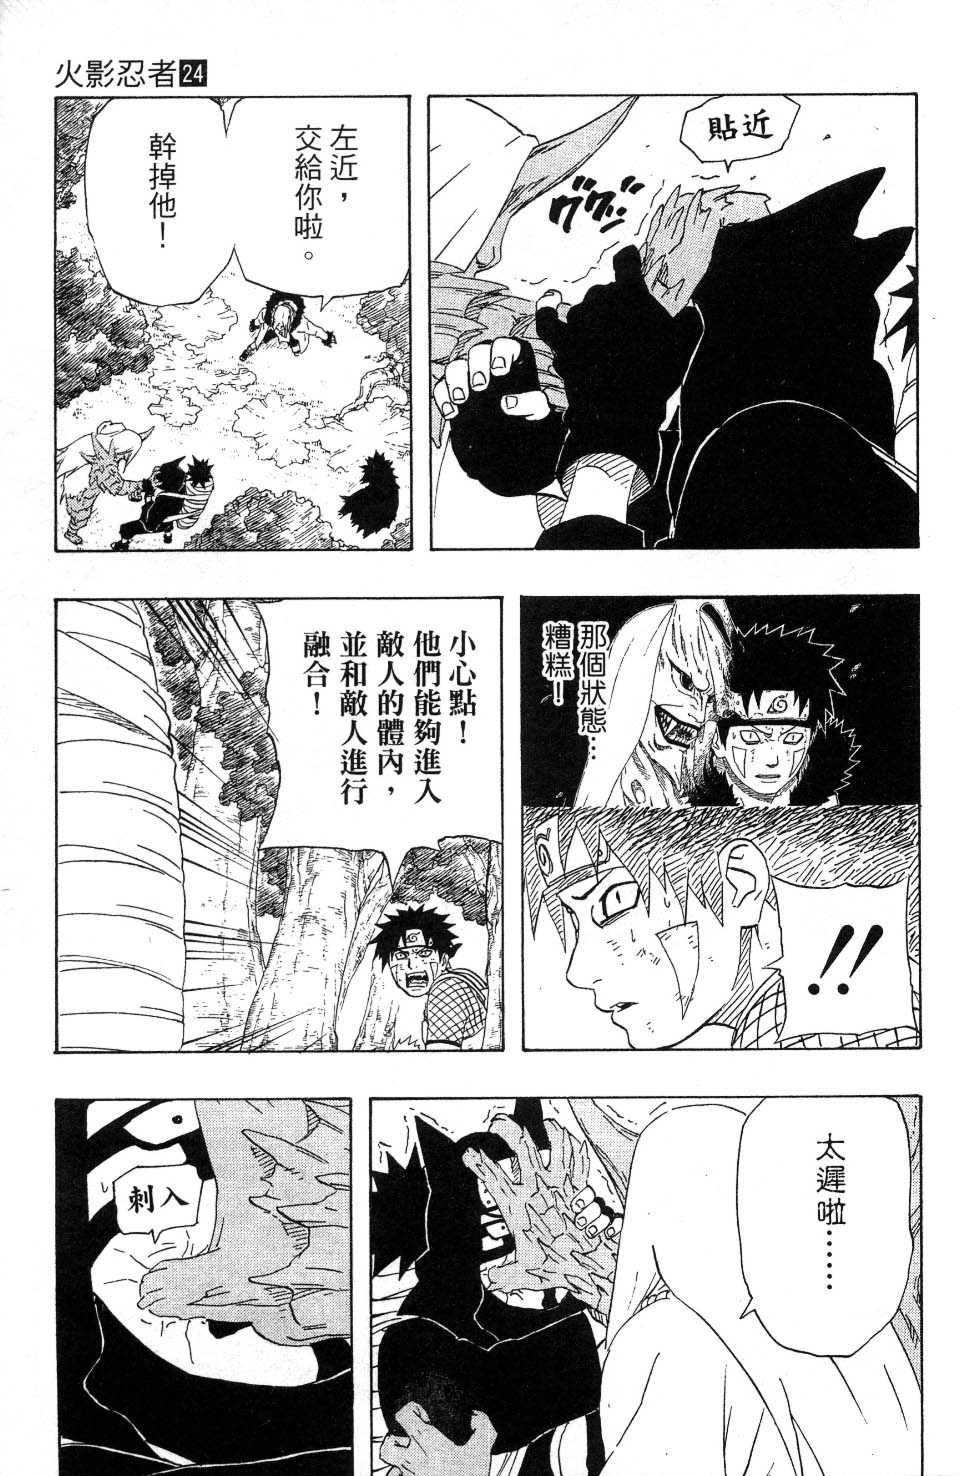 火影忍者24
貼近
ググッ
左近，
交給你啦。
幹掉他！
那個狀態…
糟糕！
!!
小心點！
他們能夠進入
敵人的體內，
並和敵人進行
融合！
太遲啦……
刺入